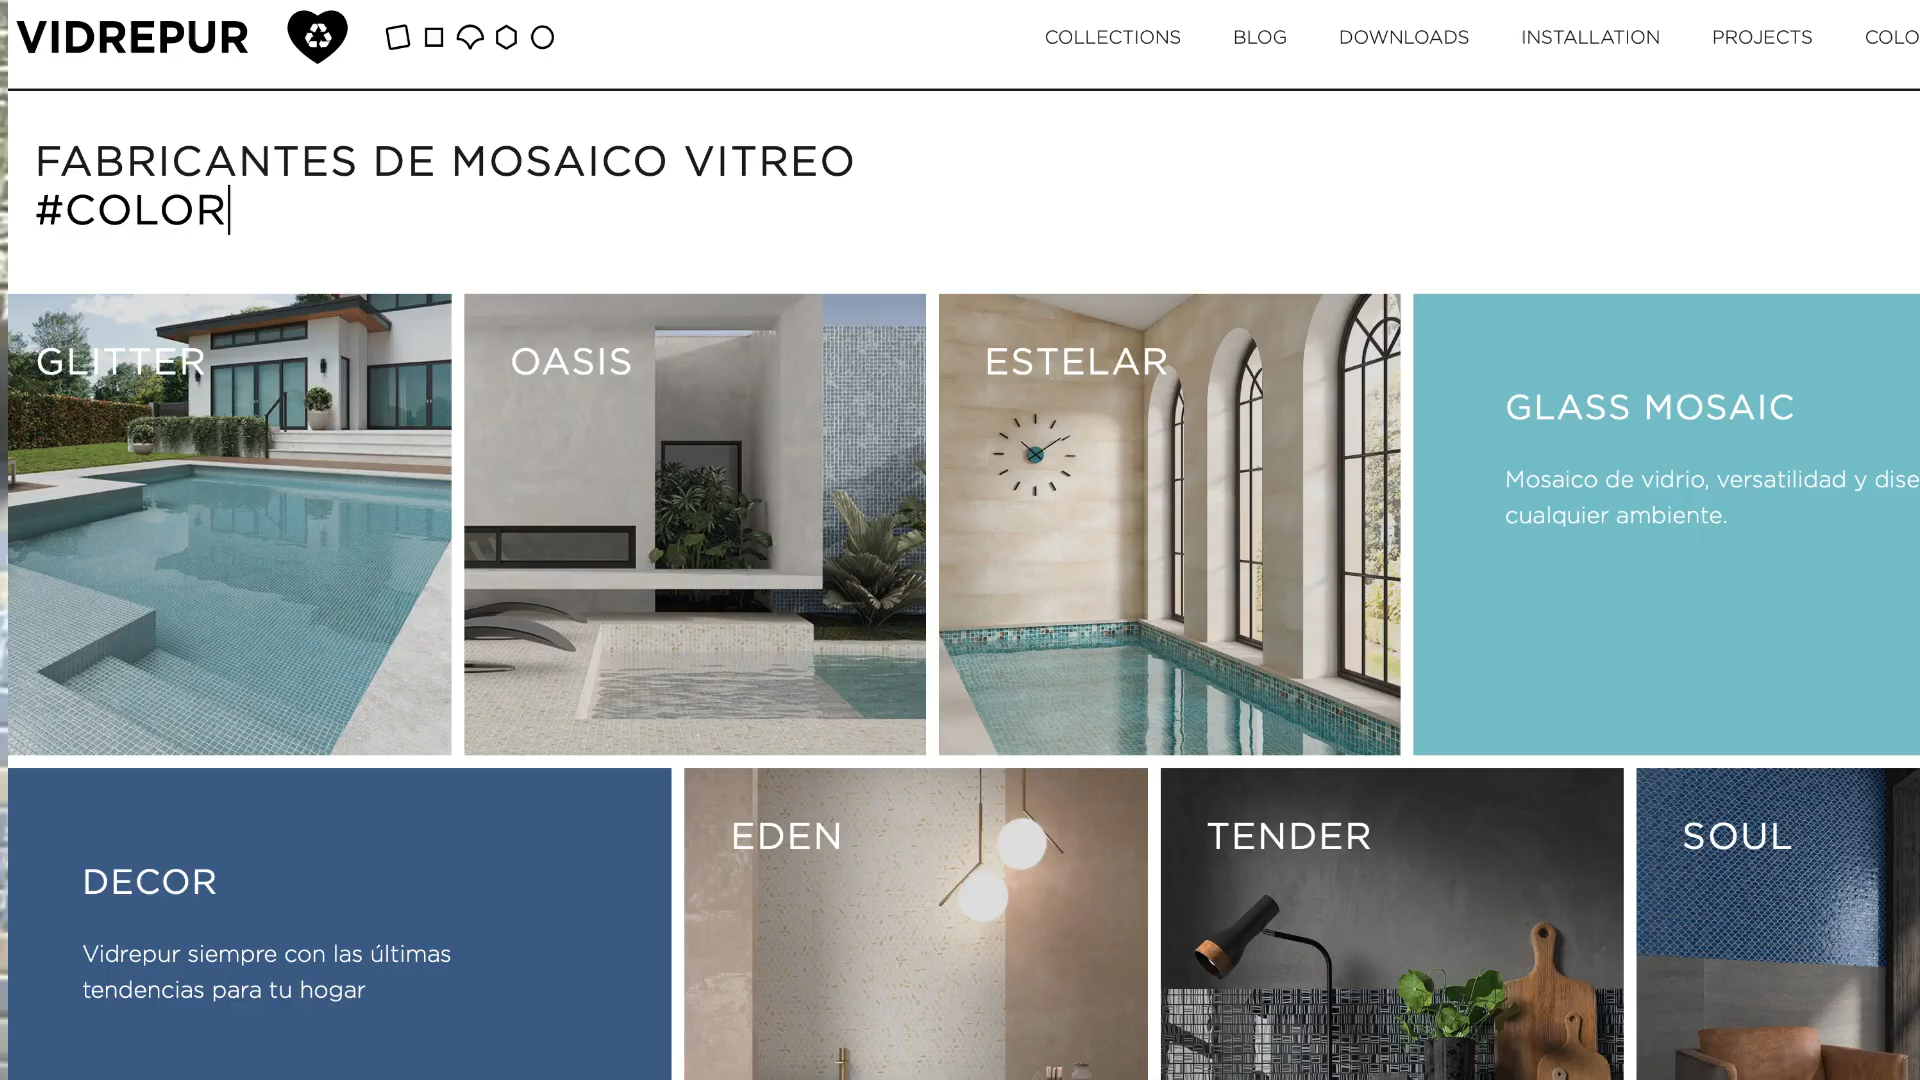 VIDREPUR
COLLECTIONS
BLOG
DOWNLOADS
INSTALLATION
PROJECTS
COLO
FABRICANTES DE MOSAICO VITREO
#COLOR
GLITTER
OASIS
ESTELAR
GLASS MOSAIC
Mosaico de vidrio, versatilidad y dise
cualquier ambiente.
DECOR
Vidrepur siempre con las últimas
tendencias para tu hogar
EDEN
TENDER
SOUL